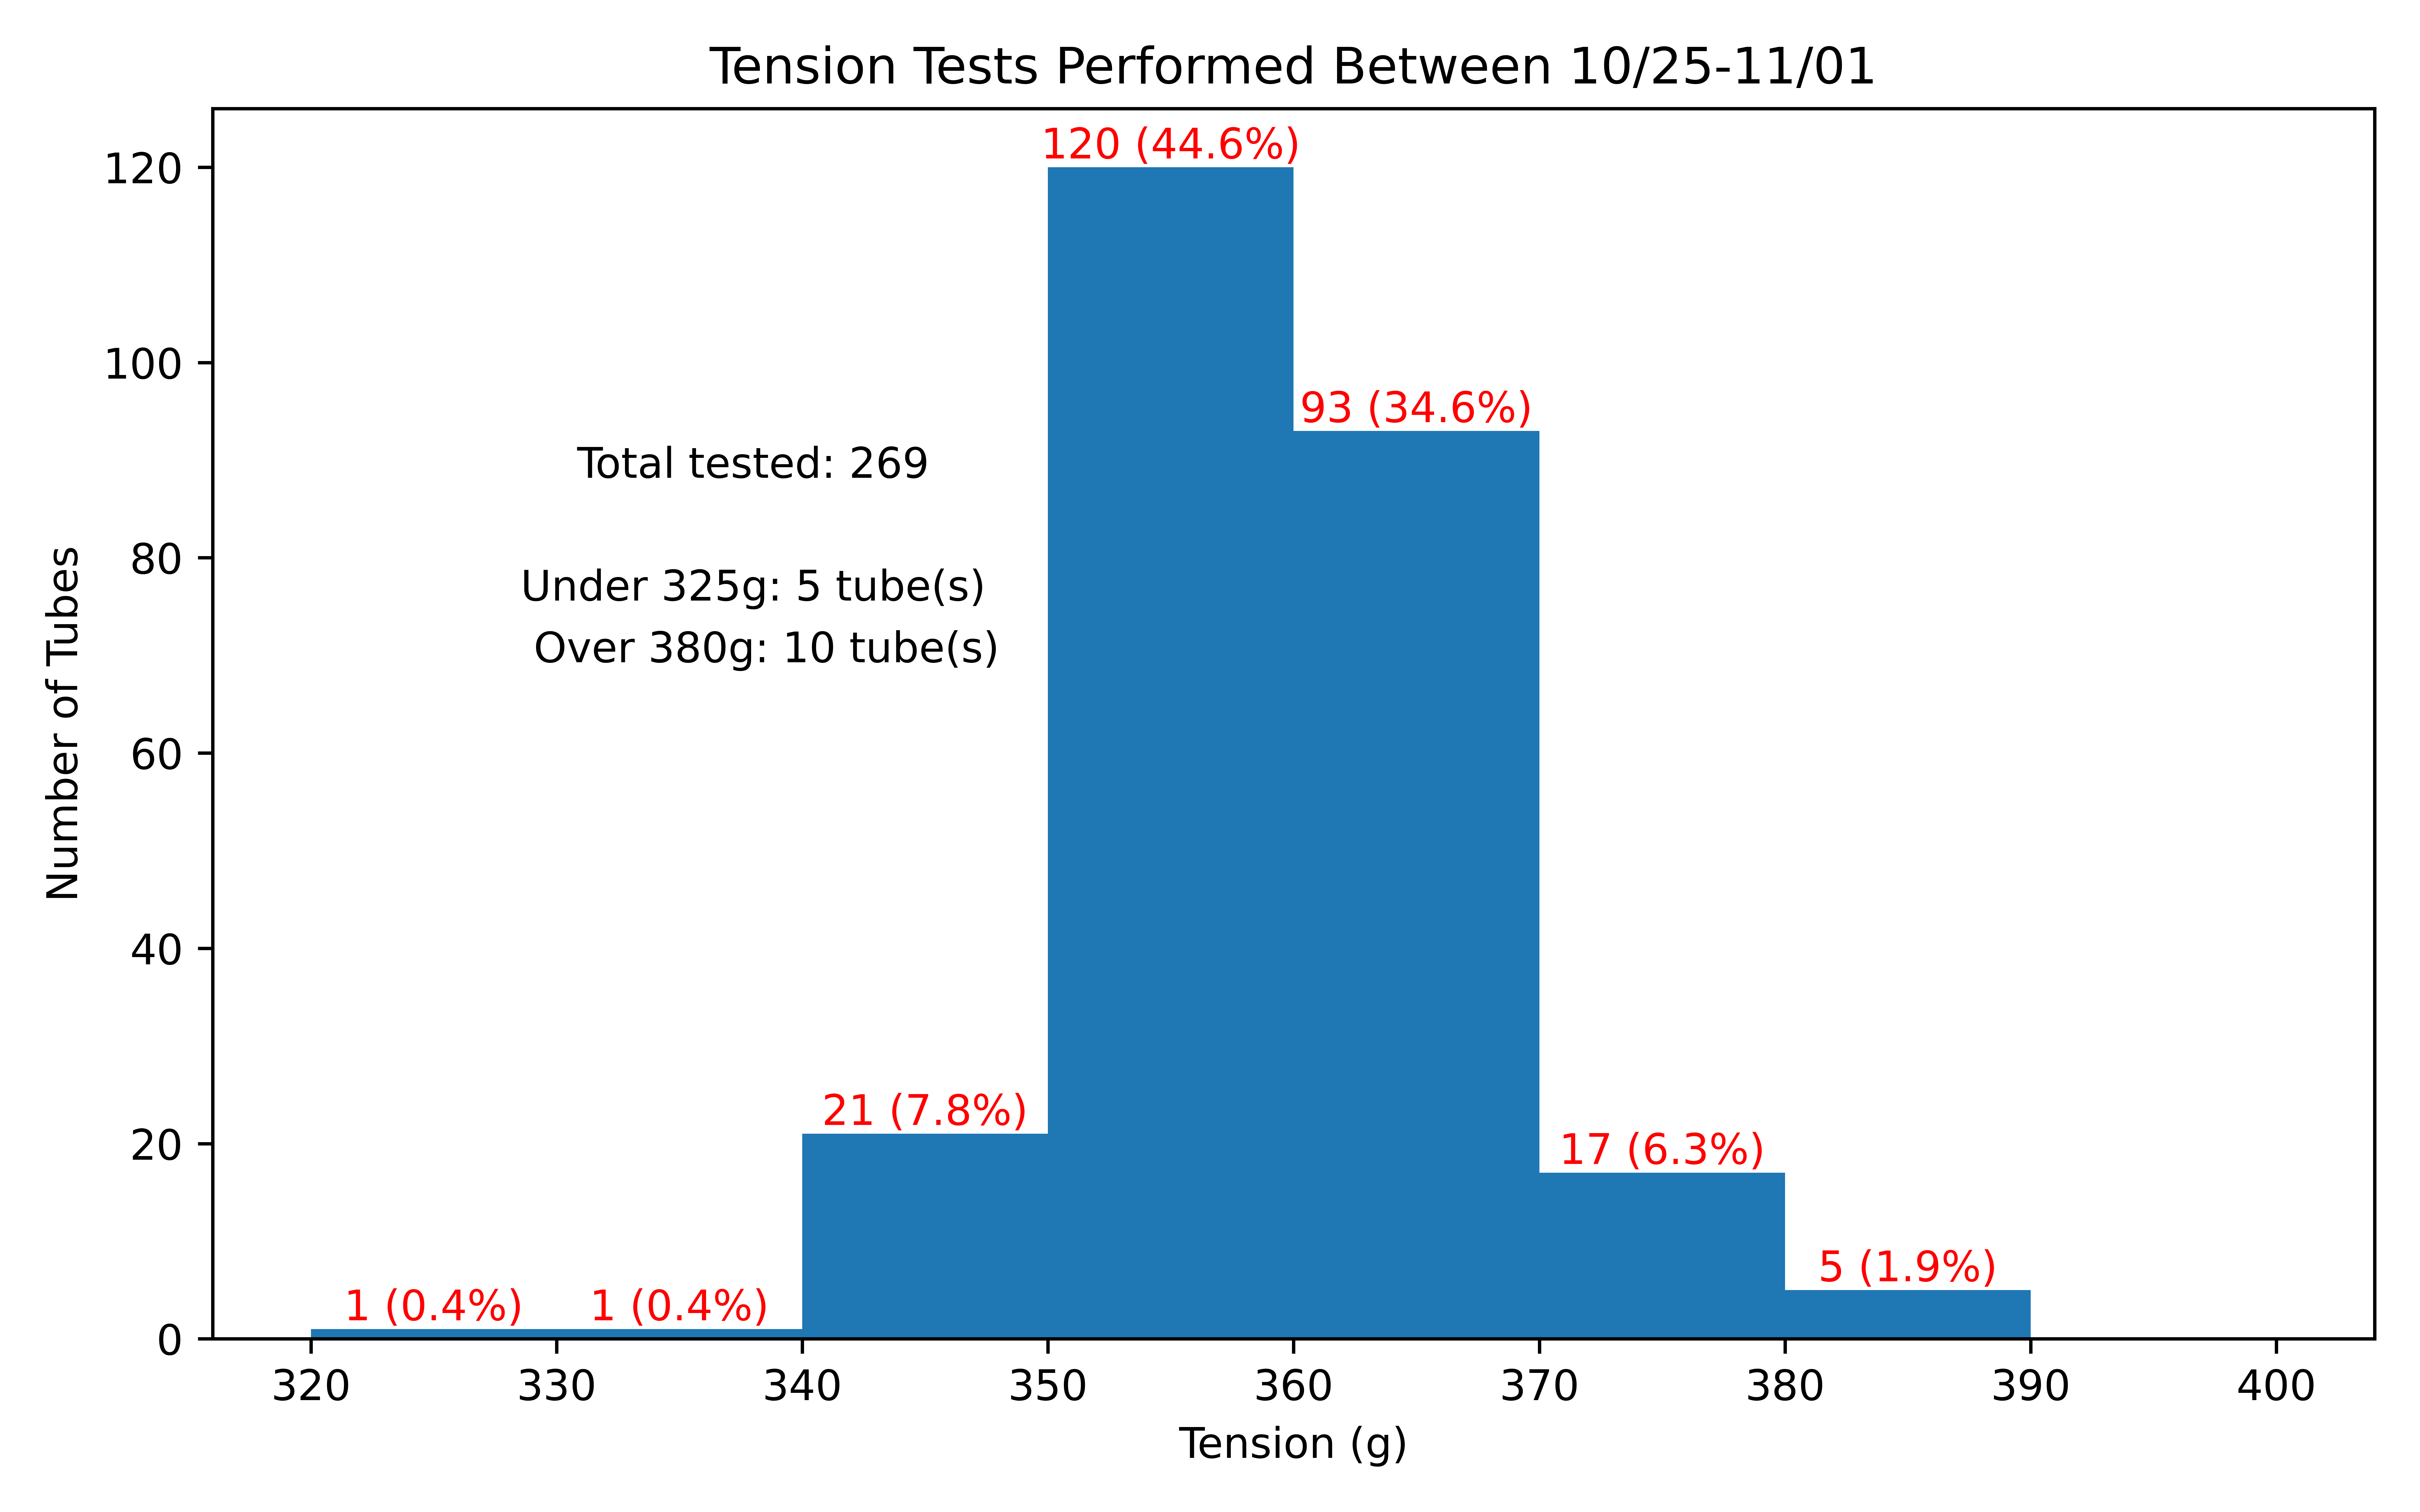 Tension Tests Performed Between 10/25-11/01
120 (44.6%)
93 (34.6%)
Total tested: 269
Under 325g: 5 tube(s)
Over 380g: 10 tube(s)
21 (7.8%)
17 (6.3%)
5 (1.9%)
1 (0.4%)
1 (0.4%)
120
100
80
60
40
20
0
Number of Tubes
320 330 340 350 360 370 380 390 400
Tension (g)